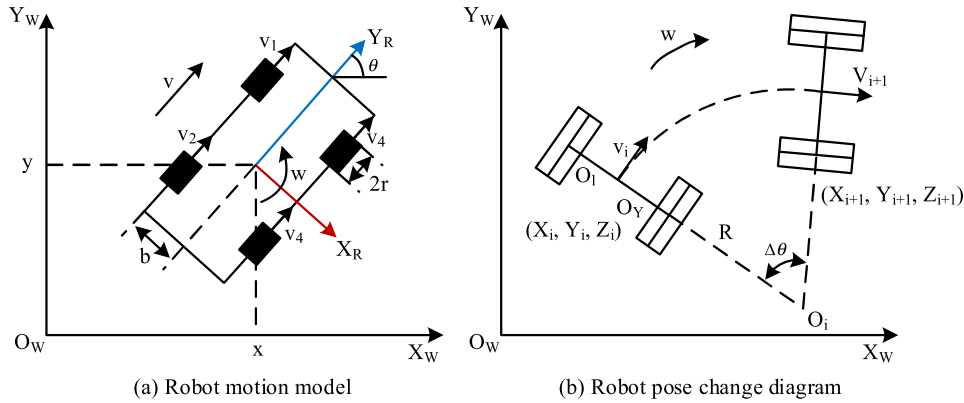 Y_W
v_1
Y_R
θ
v
v_2
v_4
y
w
2r
b
v_4
X_R
O_W
x
X_W
(a) Robot motion model
Y_W
w
V_{i+1}
v_i
O_l
O_Y
(X_i, Y_i, Z_i)
(X_{i+1}, Y_{i+1}, Z_{i+1})
R
Δθ
O_i
O_W
X_W
(b) Robot pose change diagram